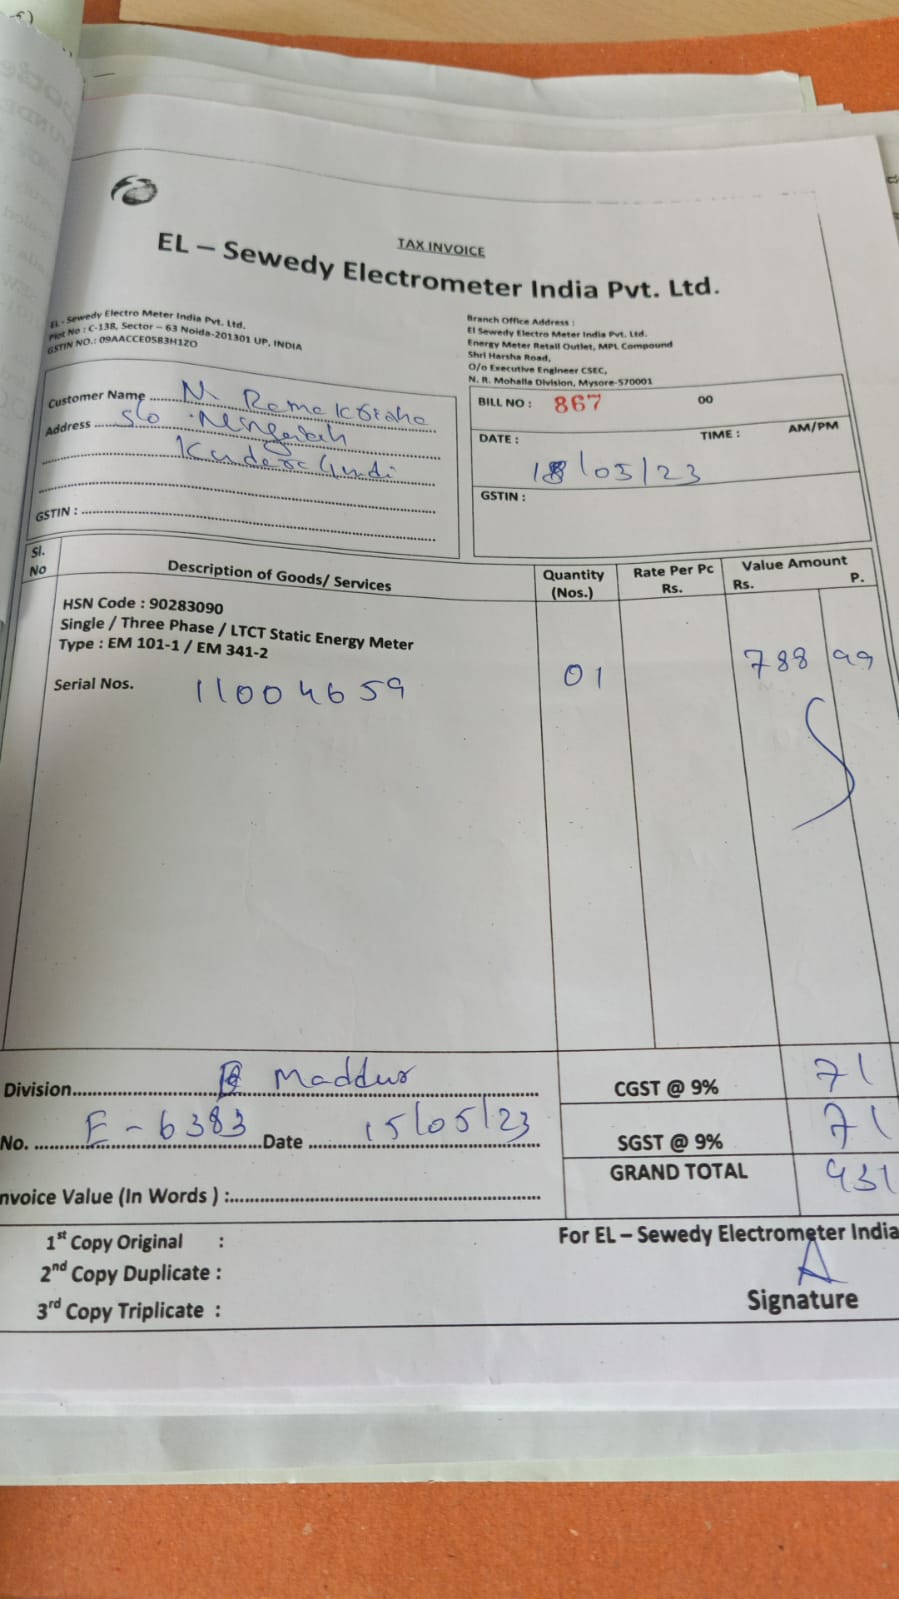 TAX INVOICE
EL – Sewedy Electrometer India Pvt. Ltd.
EL - Sewedy Electro Meter India Pvt. Ltd.
Plot No : C-138, Sector – 63 Noida-201301 UP, INDIA
GSTIN NO.: 09AACCE0583H1ZO
Branch Office Address :
El Sewedy Electro Meter India Pvt. Ltd.
Energy Meter Retail Outlet, MPL Compound
Shri Harsha Road,
O/o Executive Engineer CSEC,
N. R. Mohalla Division, Mysore-570001
Customer Name N. Rama
Address S/o
GSTIN :
BILL NO : 867 00
DATE : TIME : AM/PM
18/05/23
GSTIN :
Sl. No Description of Goods/ Services Quantity (Nos.) Rate Per Pc Rs. Value Amount Rs. P.
HSN Code : 90283090
Single / Three Phase / LTCT Static Energy Meter
Type : EM 101-1 / EM 341-2
Serial Nos. 11004659 01 788 99
Division Maddur
No. E-6383 Date 15/05/23
nvoice Value (In Words ) :
CGST @ 9% 71
SGST @ 9% 71
GRAND TOTAL 931
1st Copy Original :
2nd Copy Duplicate :
3rd Copy Triplicate :
For EL – Sewedy Electrometer India
Signature